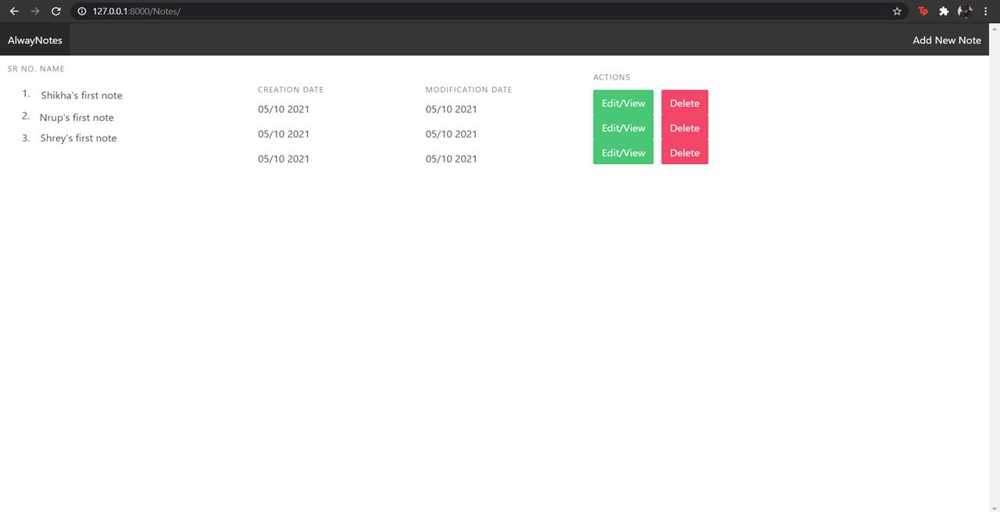 127.0.0.1:8000/Notes/
Tp
AlwayNotes Add New Note
SR NO. NAME CREATION DATE MODIFICATION DATE ACTIONS
1. Shikha's first note 05/10 2021 05/10 2021 Edit/View Delete
2. Nrup's first note 05/10 2021 05/10 2021 Edit/View Delete
3. Shrey's first note 05/10 2021 05/10 2021 Edit/View Delete